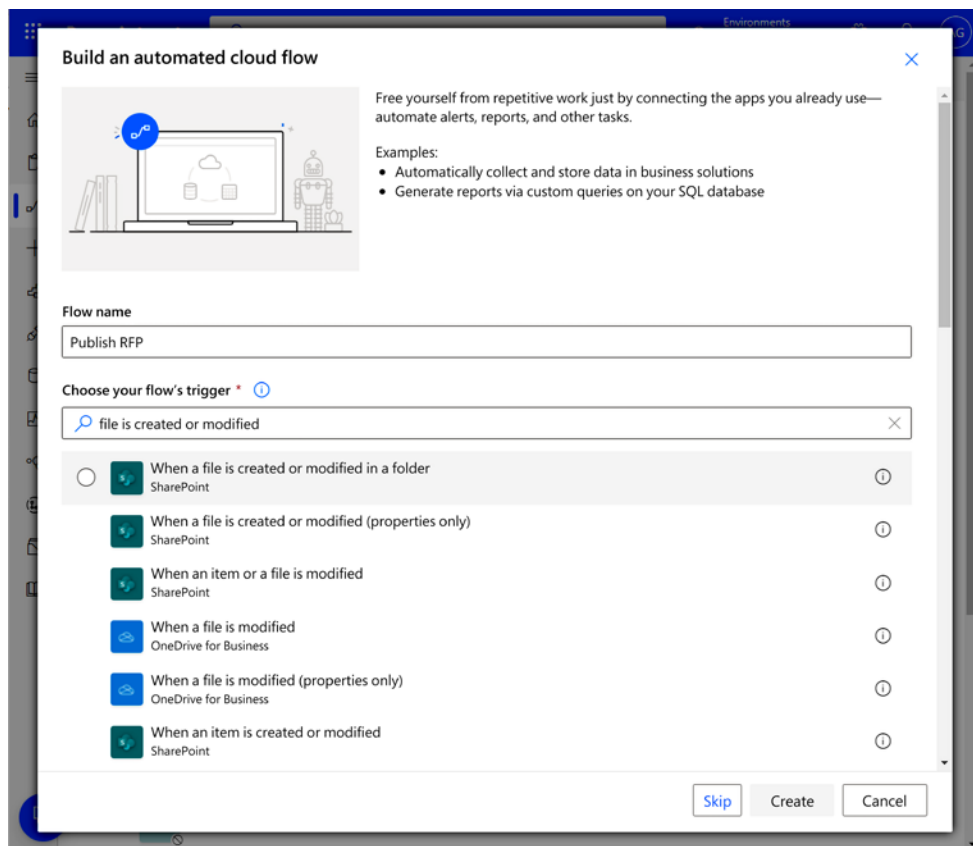 Environments
AG
Build an automated cloud flow
Free yourself from repetitive work just by connecting the apps you already use—
automate alerts, reports, and other tasks.
Examples:
• Automatically collect and store data in business solutions
• Generate reports via custom queries on your SQL database
Flow name
Publish RFP
Choose your flow's trigger *
file is created or modified
When a file is created or modified in a folder
SharePoint
When a file is created or modified (properties only)
SharePoint
When an item or a file is modified
SharePoint
When a file is modified
OneDrive for Business
When a file is modified (properties only)
OneDrive for Business
When an item is created or modified
SharePoint
Skip
Create
Cancel